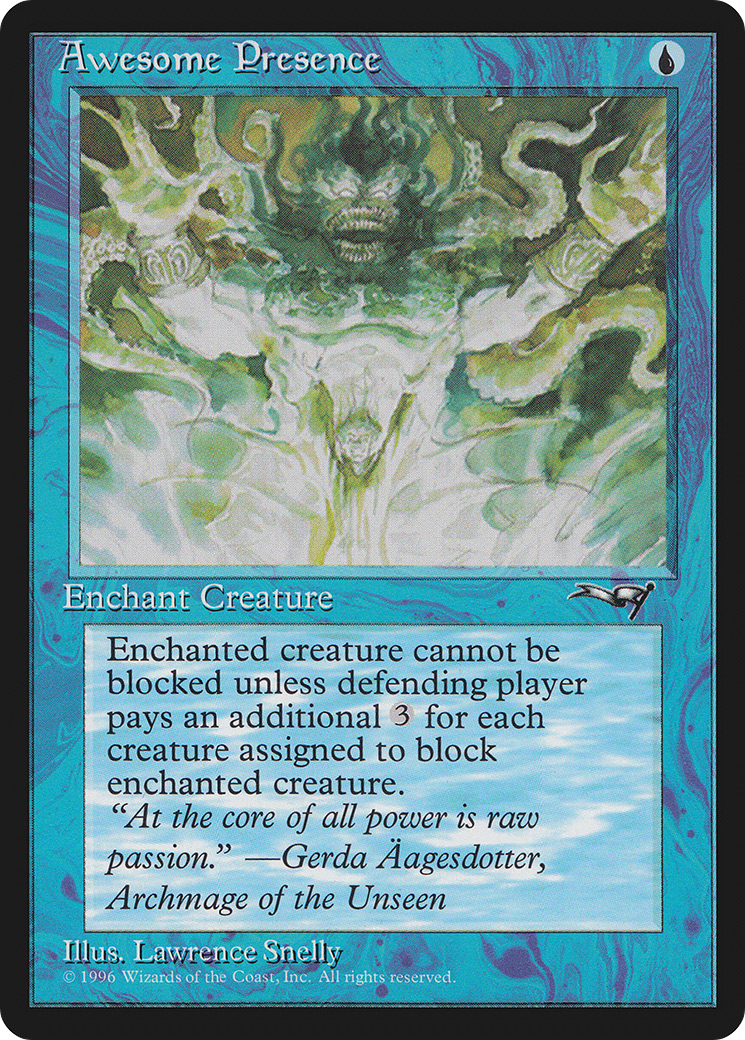 Awesome Presence
Enchant Creature
Enchanted creature cannot be
blocked unless defending player
pays an additional 3 for each
creature assigned to block
enchanted creature.
“At the core of all power is raw
passion.” —Gerda Äagesdotter,
Archmage of the Unseen
Illus. Lawrence Snelly
© 1996 Wizards of the Coast, Inc. All rights reserved.